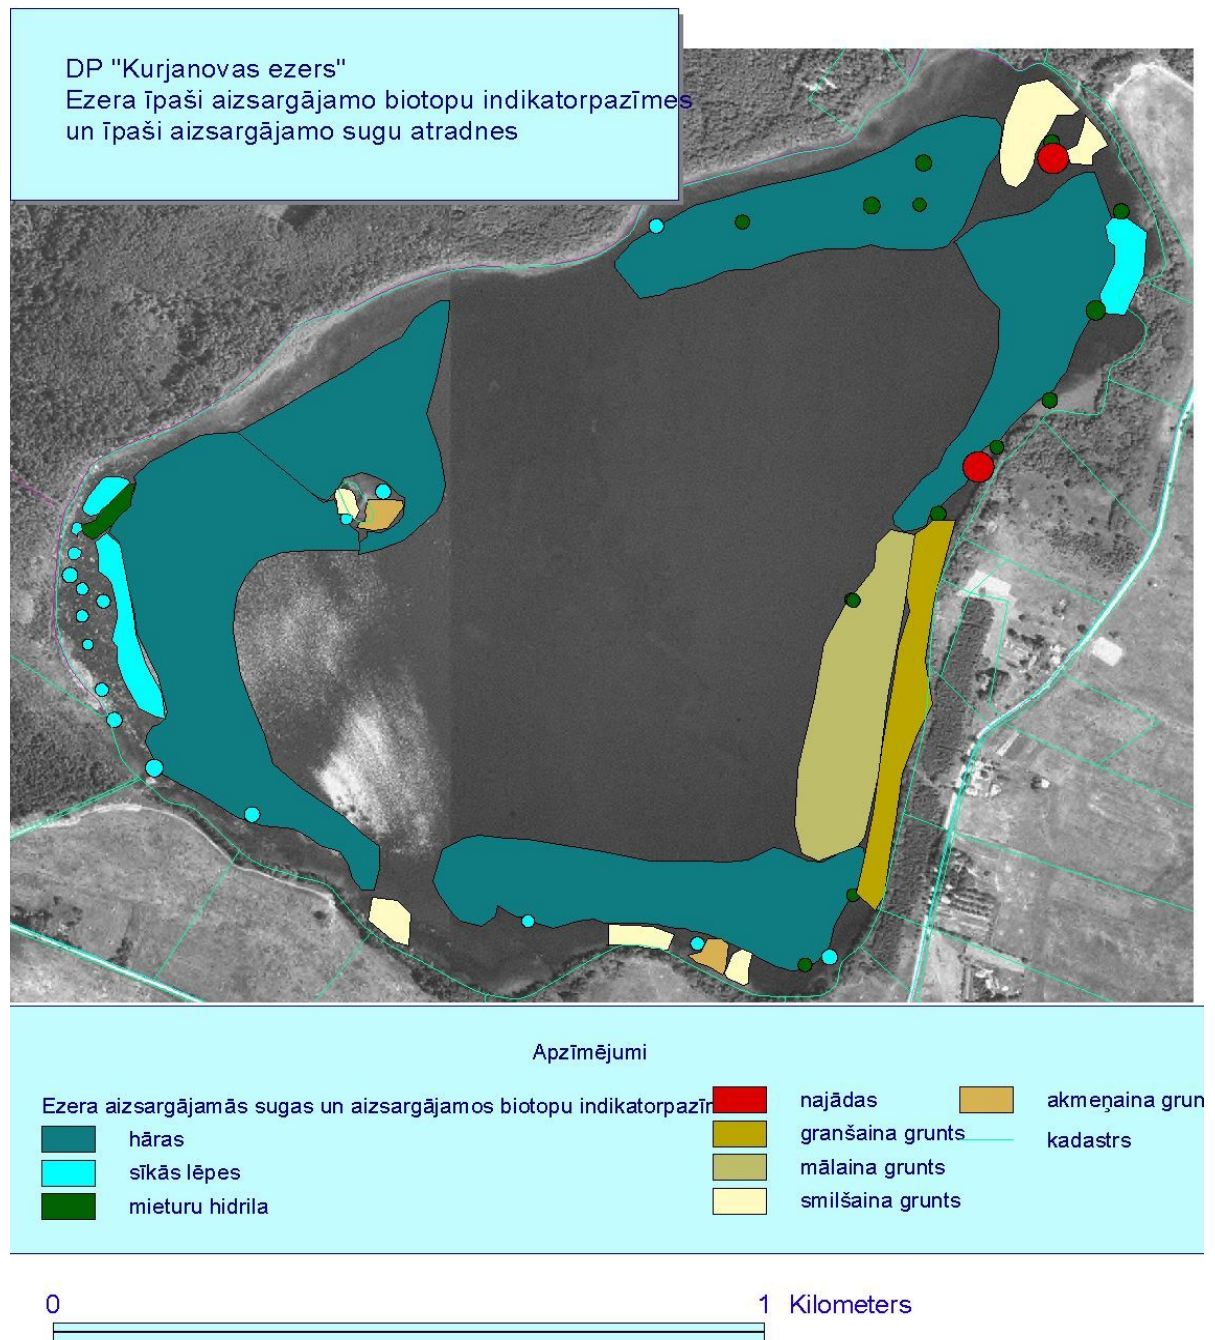 DP "Kurjanovas ezers"
Ezera īpaši aizsargājamo biotopu indikatorpazīmes
un īpaši aizsargājamo sugu atradnes
Apzīmējumi
Ezera aizsargājamās sugas un aizsargājamos biotopu indikatorpazīm
hāras
sīkās lēpes
mieturu hidrila
najādas
granšaina grunts
mālaina grunts
smilšaina grunts
akmeņaina grun
kadastrs
0 1 Kilometers